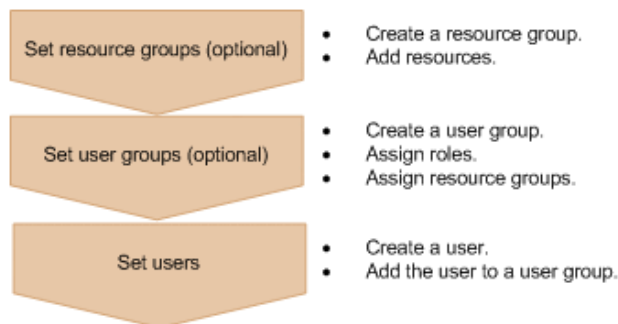 Set resource groups (optional)
• Create a resource group.
• Add resources.
Set user groups (optional)
• Create a user group.
• Assign roles.
• Assign resource groups.
Set users
• Create a user.
• Add the user to a user group.